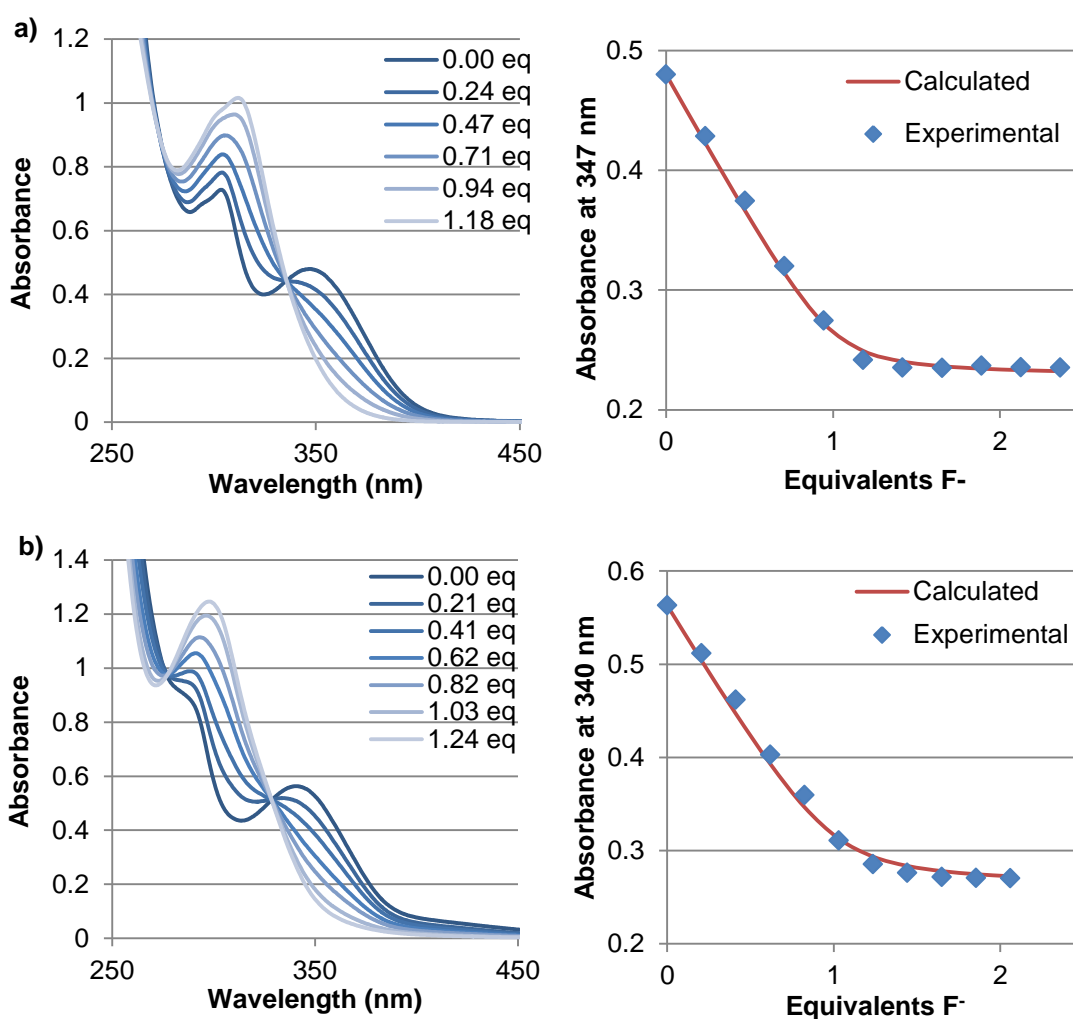 a)
1.2
1
0.8
0.6
0.4
0.2
0
250
350
450
Absorbance
Wavelength (nm)
0.00 eq
0.24 eq
0.47 eq
0.71 eq
0.94 eq
1.18 eq
0.5
0.4
0.3
0.2
0
1
2
Absorbance at 347 nm
Equivalents F-
Calculated
Experimental
b)
1.4
1.2
1
0.8
0.6
0.4
0.2
0
250
350
450
Absorbance
Wavelength (nm)
0.00 eq
0.21 eq
0.41 eq
0.62 eq
0.82 eq
1.03 eq
1.24 eq
0.6
0.5
0.4
0.3
0.2
0
1
2
Absorbance at 340 nm
Equivalents F⁻
Calculated
Experimental